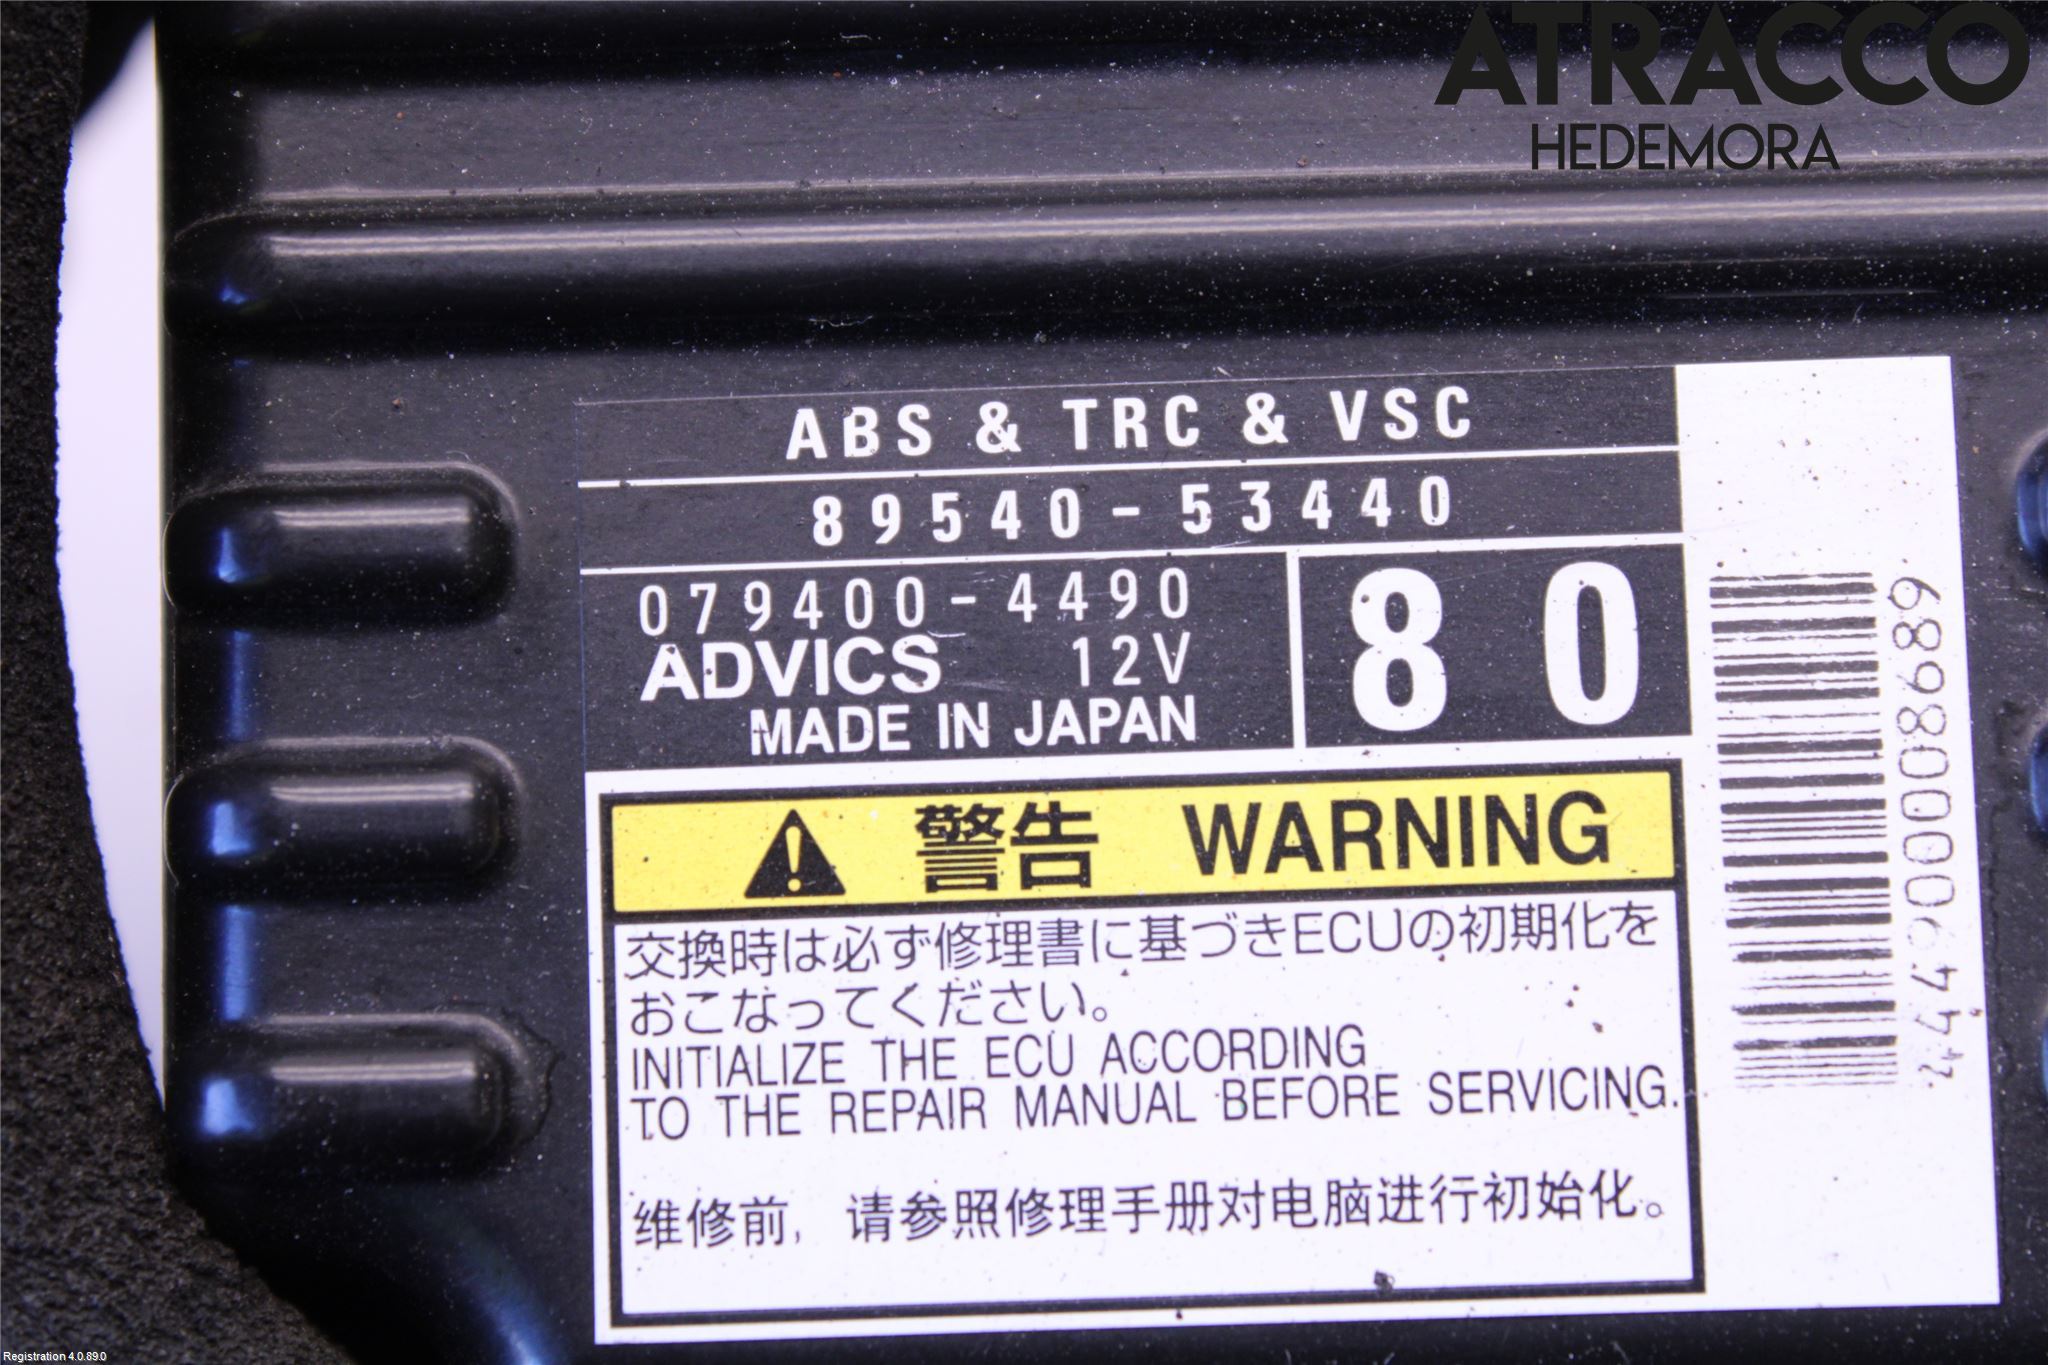 ATRACCO
HEDEMORA
ABS & TRC & VSC
89540-53440
079400-4490
ADVICS 12V
MADE IN JAPAN
80
警告 WARNING
交換時は必ず修理書に基づきECUの初期化を
おこなってください。
INITIALIZE THE ECU ACCORDING
TO THE REPAIR MANUAL BEFORE SERVICING.
维修前，请参照修理手册对电脑进行初始化。
Registration 4.0.89.0